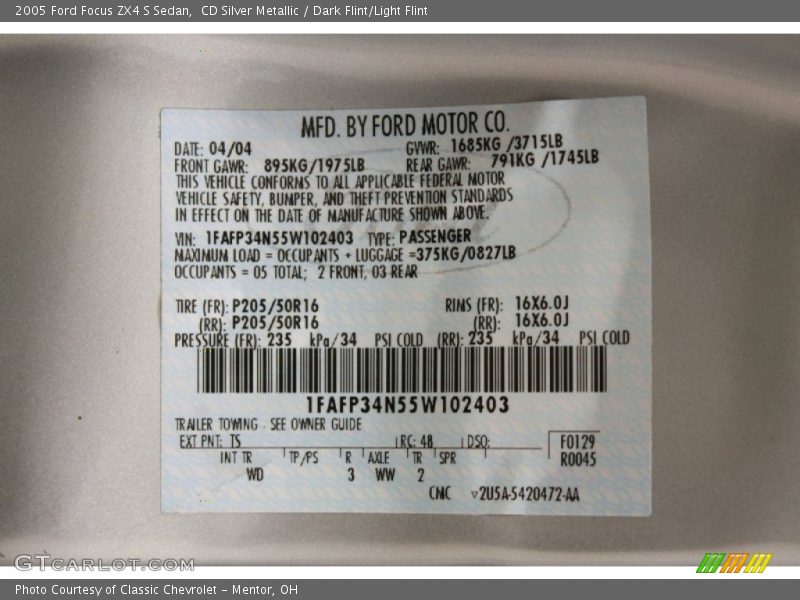 2005 Ford Focus ZX4 S Sedan,  CD Silver Metallic / Dark Flint/Light Flint
MFD. BY FORD MOTOR CO.
DATE: 04/04 GVWR: 1685KG /3715LB
FRONT GAWR: 895KG/1975LB REAR GAWR: 791KG /1745LB
THIS VEHICLE CONFORMS TO ALL APPLICABLE FEDERAL MOTOR
VEHICLE SAFETY, BUMPER, AND THEFT PREVENTION STANDARDS
IN EFFECT ON THE DATE OF MANUFACTURE SHOWN ABOVE.
VIN: 1FAFP34N55W102403 TYPE: PASSENGER
MAXIMUM LOAD = OCCUPANTS + LUGGAGE =375KG/0827LB
OCCUPANTS = 05 TOTAL; 2 FRONT, 03 REAR
TIRE (FR): P205/50R16 RINS (FR): 16X6.0J
(RR): P205/50R16 (RR): 16X6.0J
PRESSURE (FR): 235 kPa/34 PSI COLD (RR): 235 kPa/34 PSI COLD
1FAFP34N55W102403
TRAILER TOWING - SEE OWNER GUIDE
EXT PNT: TS RC: 48 DSO: F0129
INT TR TP/PS R AXLE TR SPR R0045
WD 3 WW 2
CMC ▽2U5A-5420472-AA
GTCARLOT.COM
Photo Courtesy of Classic Chevrolet - Mentor, OH